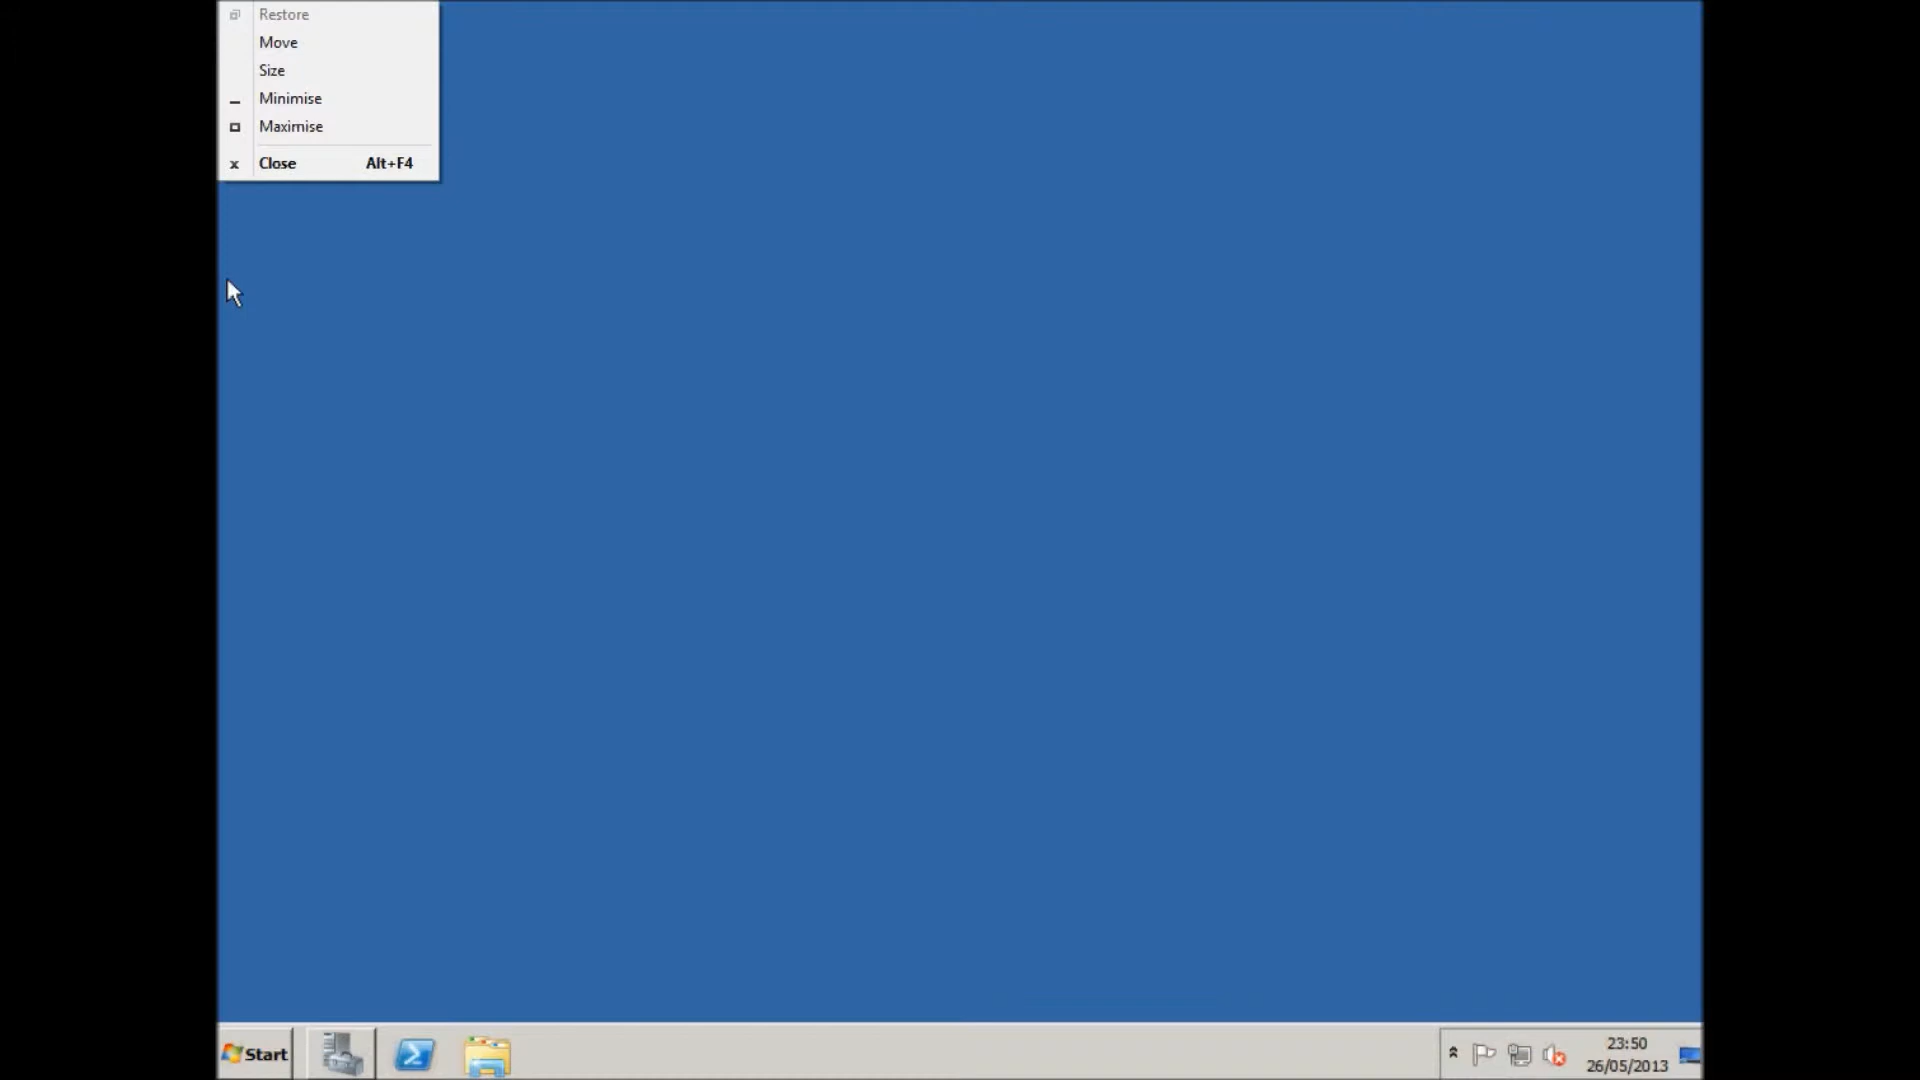 Restore
Move
Size
Minimise
Maximise
Close Alt+F4
Start
23:50
26/05/2013